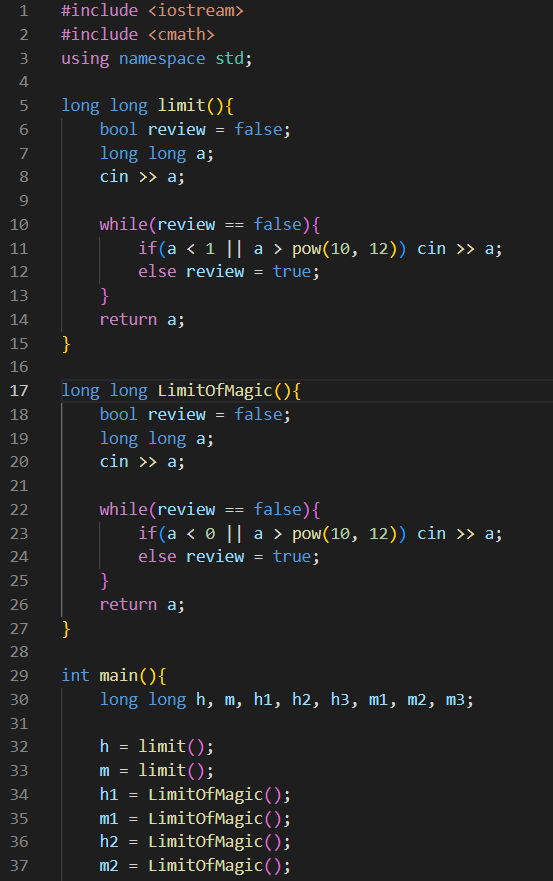 1 #include <iostream>
2 #include <cmath>
3 using namespace std;
4
5 long long limit(){
6     bool review = false;
7     long long a;
8     cin >> a;
9
10     while(review == false){
11         if(a < 1 || a > pow(10, 12)) cin >> a;
12         else review = true;
13     }
14     return a;
15 }
16
17 long long LimitOfMagic(){
18     bool review = false;
19     long long a;
20     cin >> a;
21
22     while(review == false){
23         if(a < 0 || a > pow(10, 12)) cin >> a;
24         else review = true;
25     }
26     return a;
27 }
28
29 int main(){
30     long long h, m, h1, h2, h3, m1, m2, m3;
31
32     h = limit();
33     m = limit();
34     h1 = LimitOfMagic();
35     m1 = LimitOfMagic();
36     h2 = LimitOfMagic();
37     m2 = LimitOfMagic();